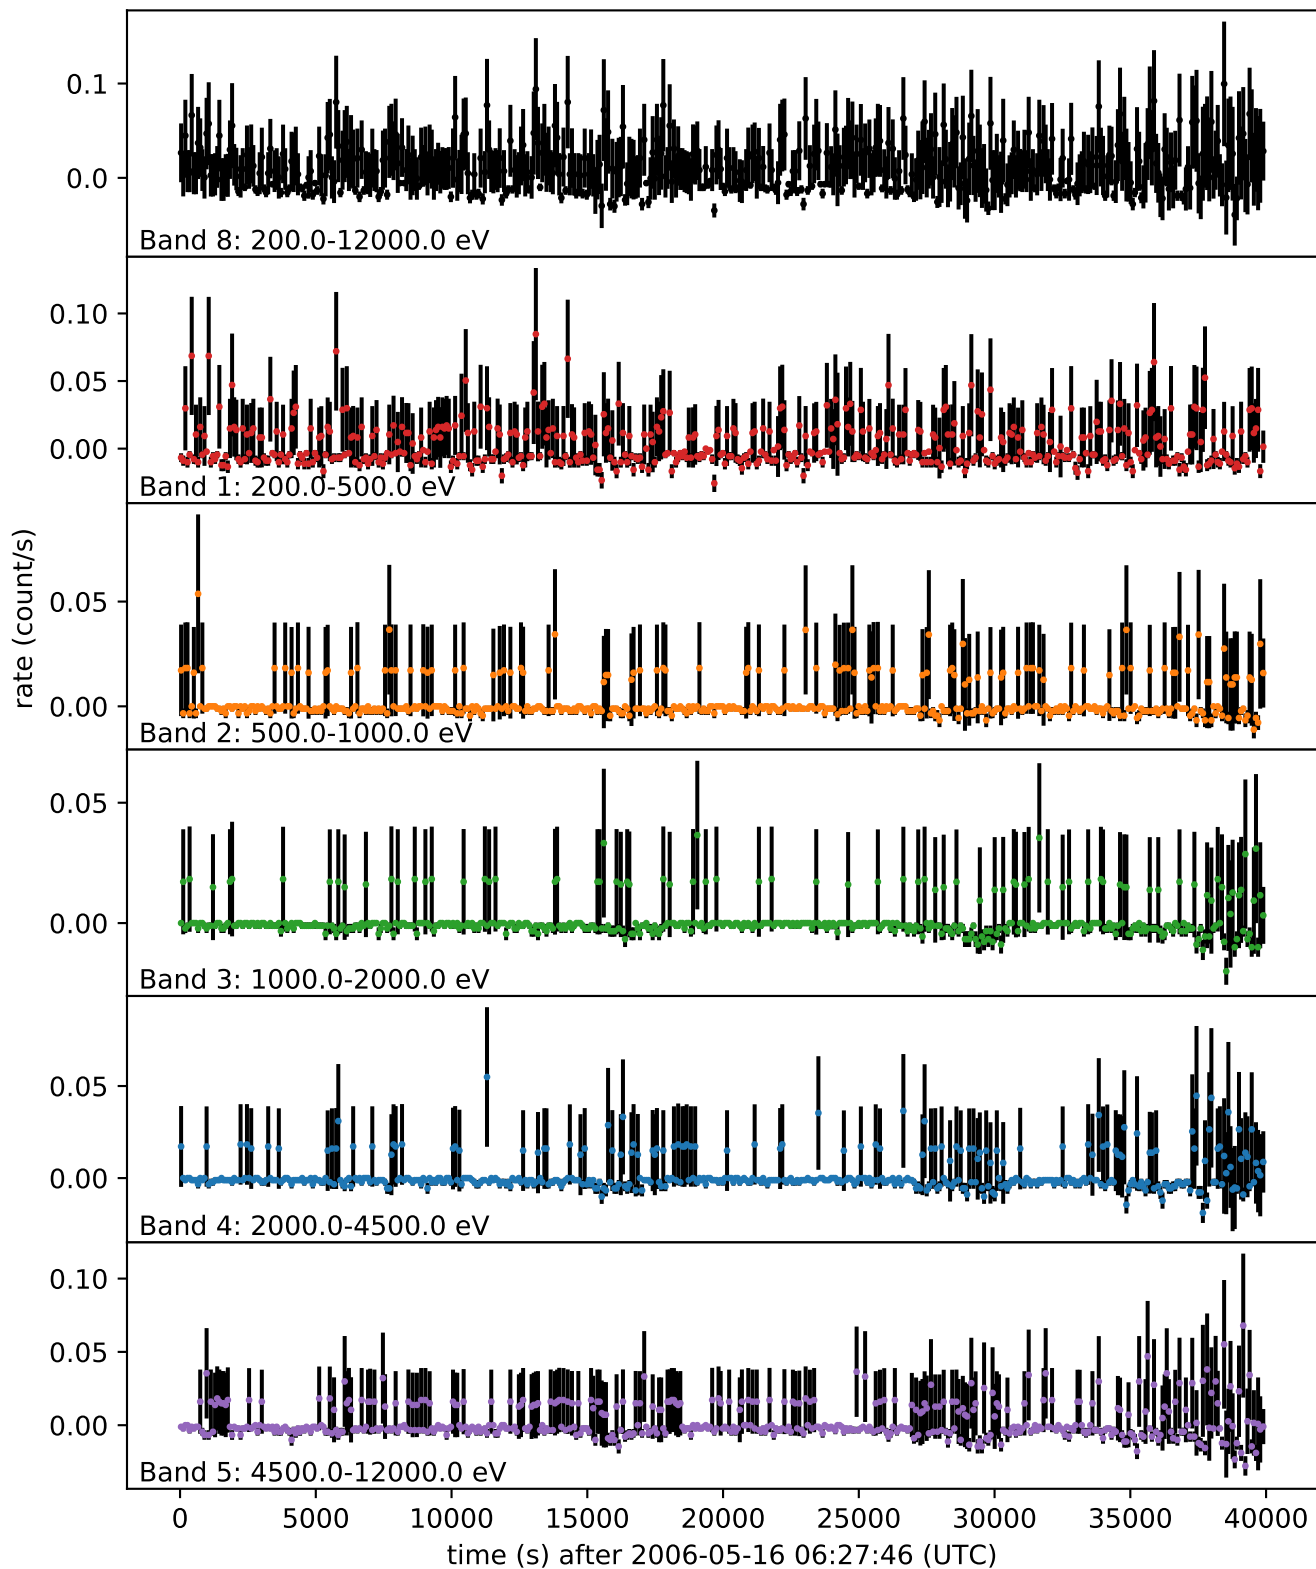 0.1
0.0
Band 8: 200.0-12000.0 eV
0.10
0.05
0.00
Band 1: 200.0-500.0 eV
rate (count/s)
0.05
0.00
Band 2: 500.0-1000.0 eV
0.05
0.00
Band 3: 1000.0-2000.0 eV
0.05
0.00
Band 4: 2000.0-4500.0 eV
0.10
0.05
0.00
Band 5: 4500.0-12000.0 eV
0 5000 10000 15000 20000 25000 30000 35000 40000
time (s) after 2006-05-16 06:27:46 (UTC)